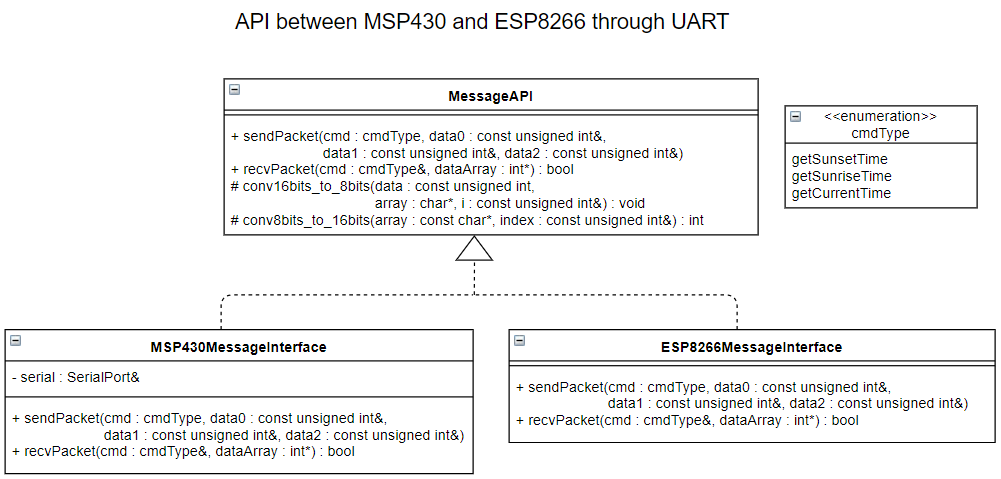 API between MSP430 and ESP8266 through UART
MessageAPI
+ sendPacket(cmd : cmdType, data0 : const unsigned int&,
data1 : const unsigned int&, data2 : const unsigned int&)
+ recvPacket(cmd : cmdType&, dataArray : int*) : bool
# conv16bits_to_8bits(data : const unsigned int,
array : char*, i : const unsigned int&) : void
# conv8bits_to_16bits(array : const char*, index : const unsigned int&) : int
<<enumeration>>
cmdType
getSunsetTime
getSunriseTime
getCurrentTime
MSP430MessageInterface
- serial : SerialPort&
+ sendPacket(cmd : cmdType, data0 : const unsigned int&,
data1 : const unsigned int&, data2 : const unsigned int&)
+ recvPacket(cmd : cmdType&, dataArray : int*) : bool
ESP8266MessageInterface
+ sendPacket(cmd : cmdType, data0 : const unsigned int&,
data1 : const unsigned int&, data2 : const unsigned int&)
+ recvPacket(cmd : cmdType&, dataArray : int*) : bool